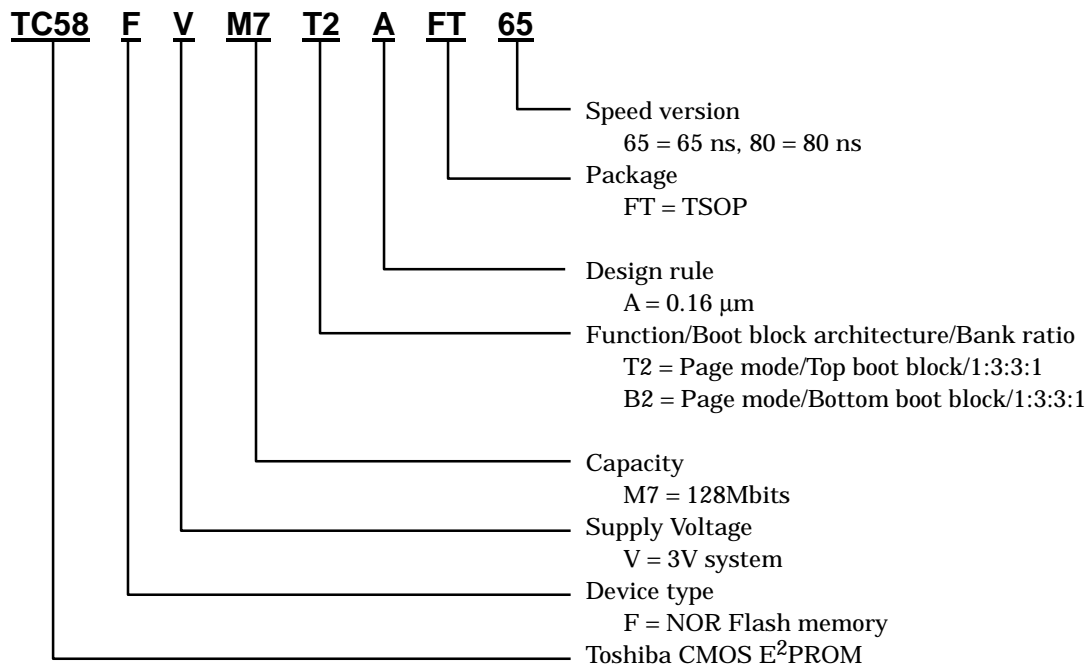 TC58 F V M7 T2 A FT 65
Speed version
65 = 65 ns, 80 = 80 ns
Package
FT = TSOP
Design rule
A = 0.16 µm
Function/Boot block architecture/Bank ratio
T2 = Page mode/Top boot block/1:3:3:1
B2 = Page mode/Bottom boot block/1:3:3:1
Capacity
M7 = 128Mbits
Supply Voltage
V = 3V system
Device type
F = NOR Flash memory
Toshiba CMOS E²PROM